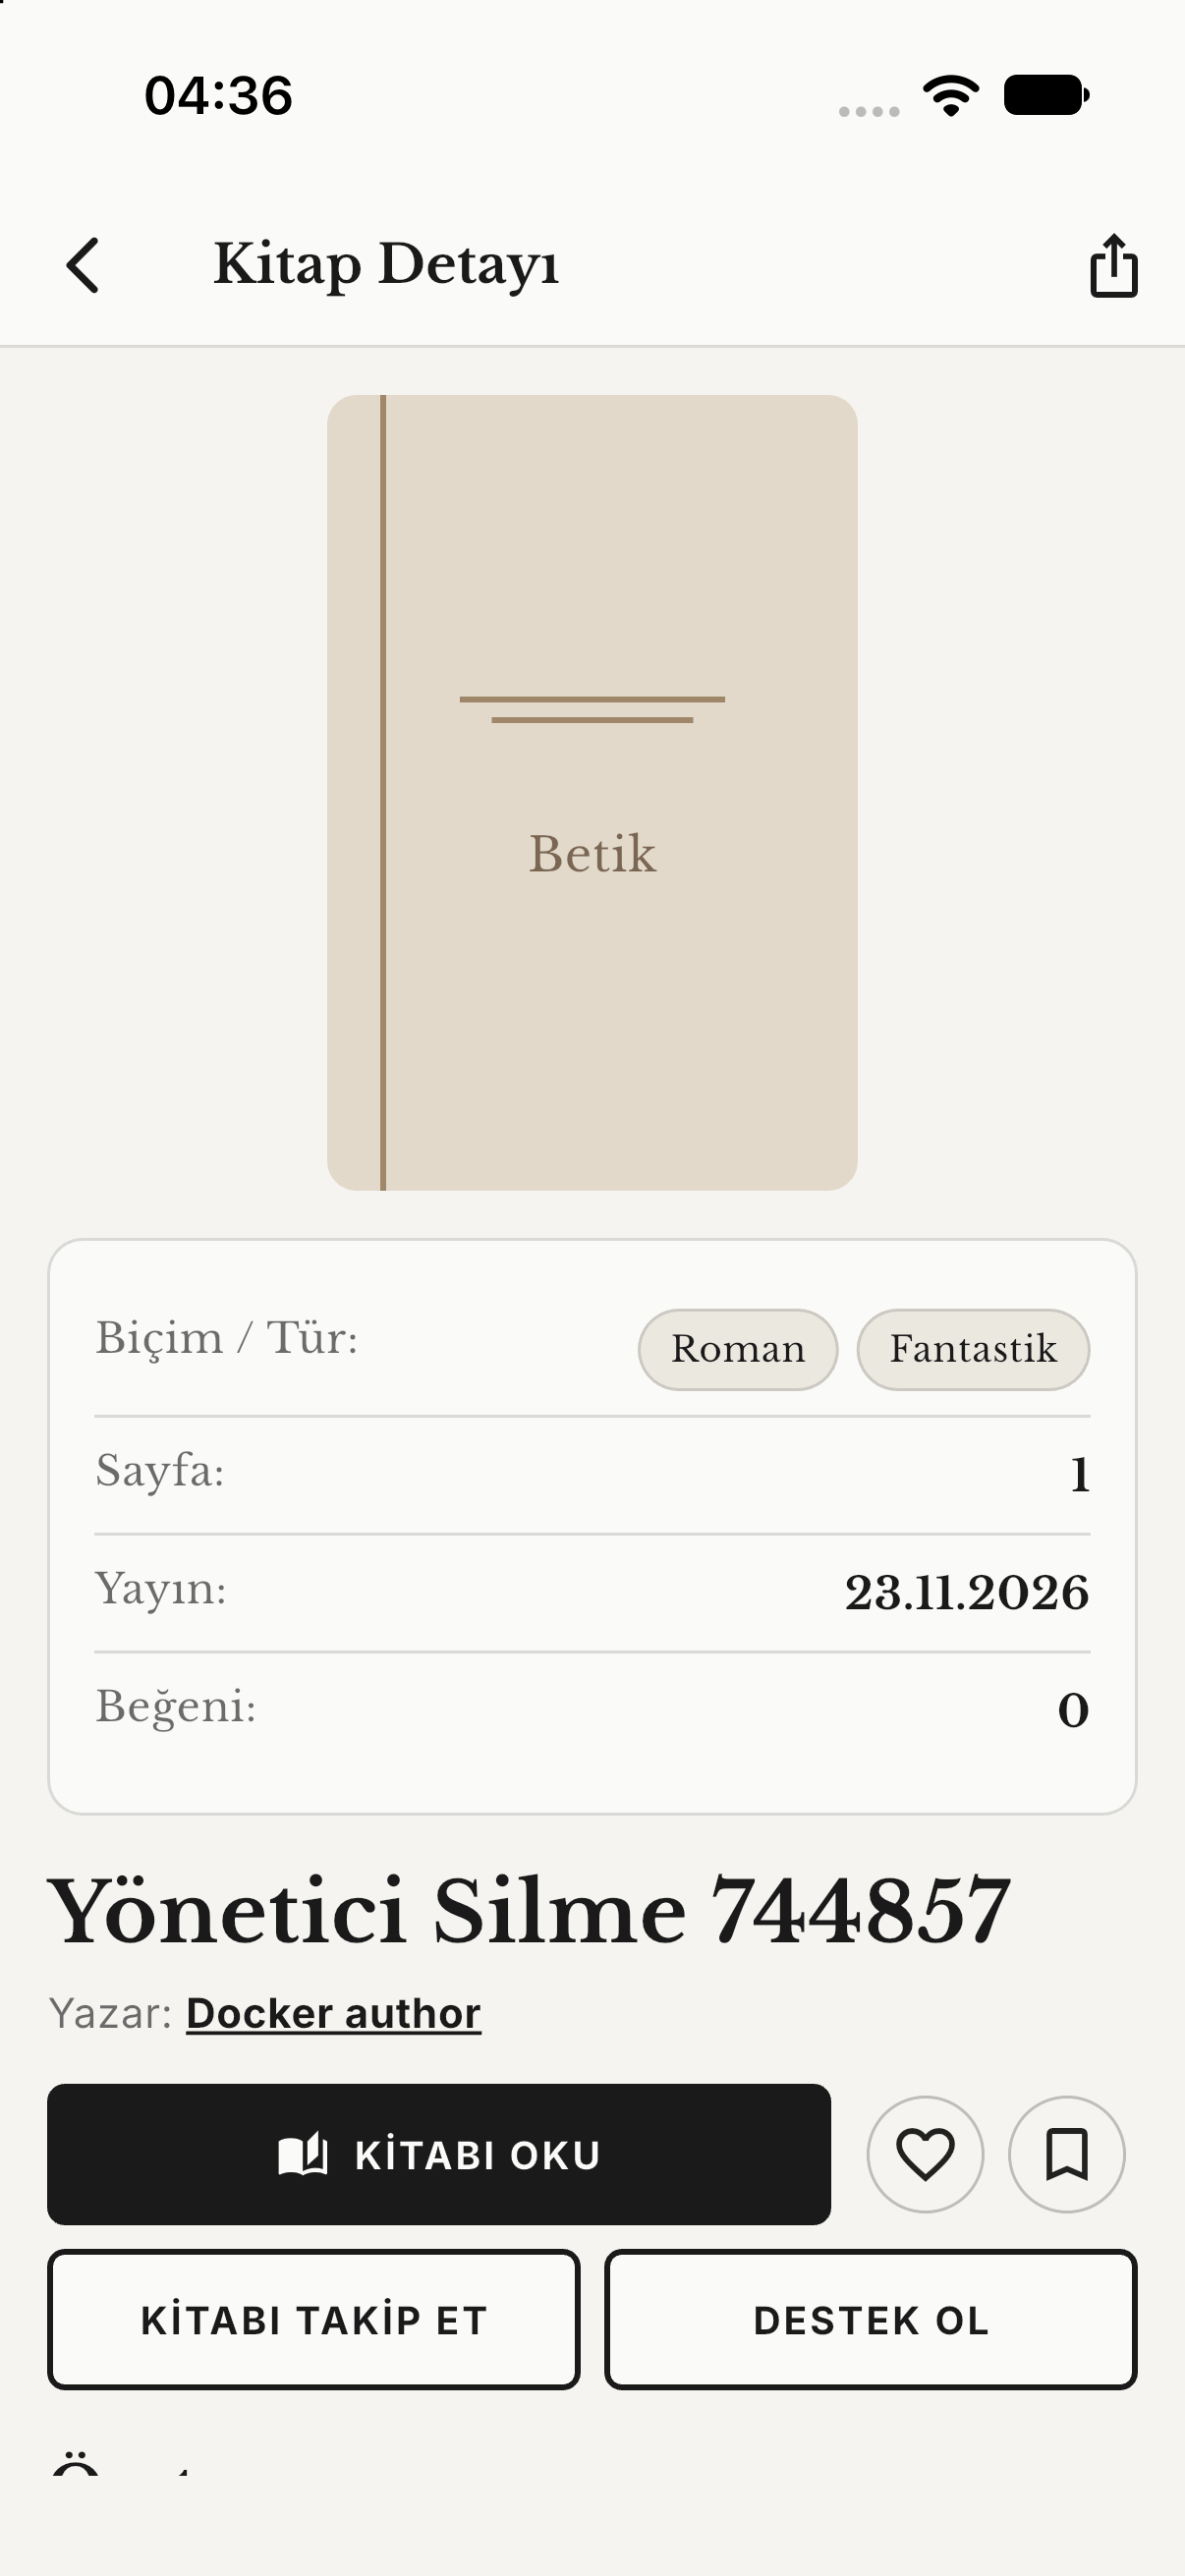 04:36
Kitap Detayı
Betik
Biçim / Tür: Roman Fantastik
Sayfa: 1
Yayın: 23.11.2026
Beğeni: 0
Yönetici Silme 744857
Yazar: Docker author
KİTABI OKU
KİTABI TAKİP ET DESTEK OL